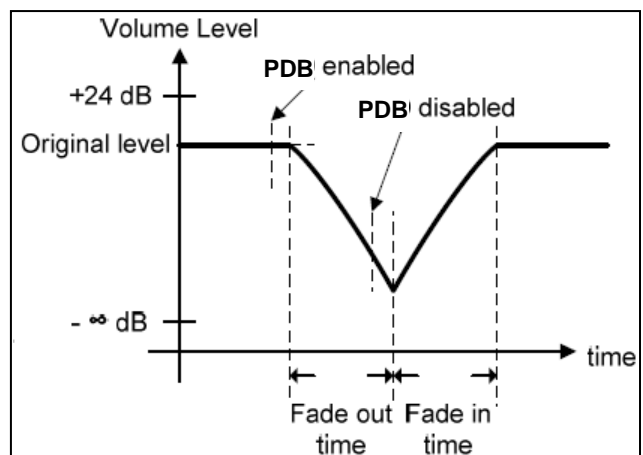 Volume Level
PDB enabled
+24 dB
PDB disabled
Original level
- ∞ dB
time
Fade out time
Fade in time